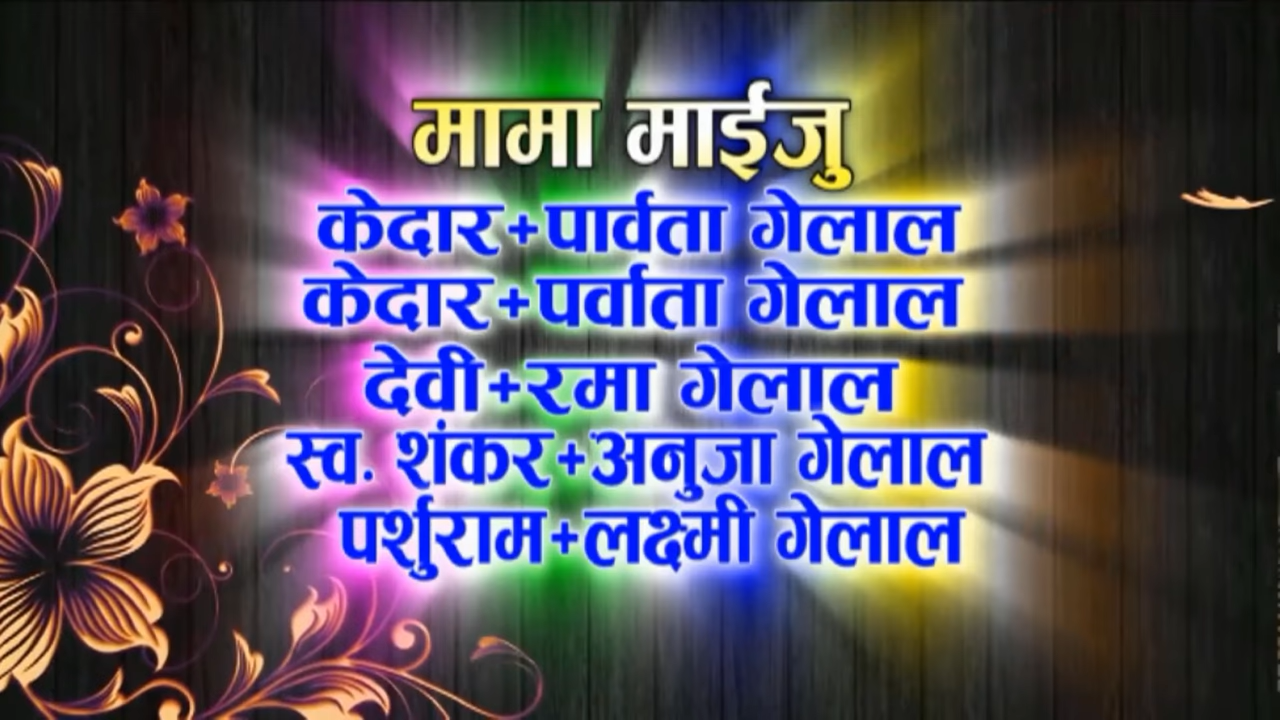 मामा माईजु
केदार+पार्वता गेलाल
केदार+पर्वाता गेलाल
देवी+रमा गेलाल
स्व. शंकर+अनुजा गेलाल
पर्शुराम+लक्ष्मी गेलाल